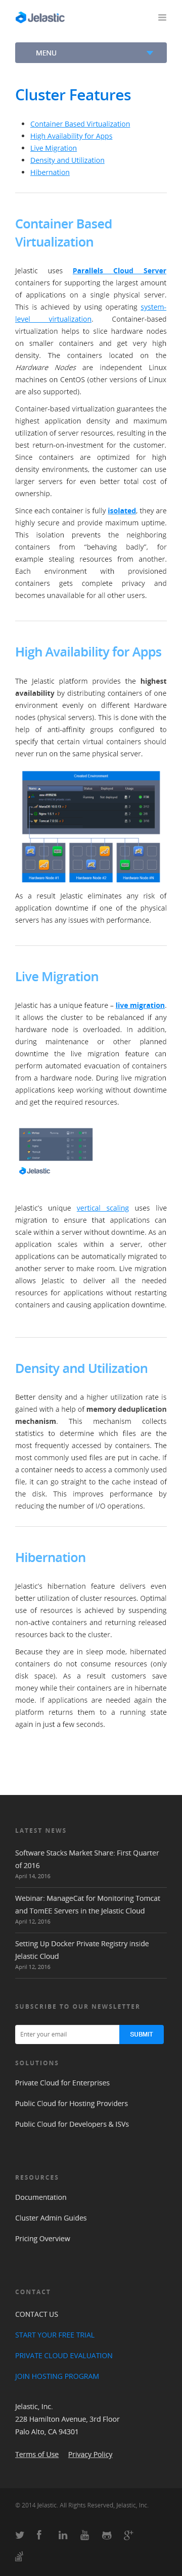 Jelastic
MENU
Cluster Features
Container Based Virtualization
High Availability for Apps
Live Migration
Density and Utilization
Hibernation
Container Based
Virtualization
Jelastic uses Parallels Cloud Server
containers for supporting the largest amount
of applications on a single physical server.
This is achieved by using operating system-
level virtualization. Container-based
virtualization helps to slice hardware nodes
on smaller containers and get very high
density. The containers located on the
Hardware Nodes are independent Linux
machines on CentOS (other versions of Linux
are also supported).
Container-based virtualization guarantees the
highest application density and maximum
utilization of server resources, resulting in the
best return-on-investment for the customer.
Since containers are optimized for high
density environments, the customer can use
larger servers for even better total cost of
ownership.
Since each container is fully isolated, they are
highly secure and provide maximum uptime.
This isolation prevents the neighboring
containers from "behaving badly", for
example stealing resources from another.
Each environment with provisioned
containers gets complete privacy and
becomes unavailable for all other users.
High Availability for Apps
The Jelastic platform provides the highest
availability by distributing containers of one
environment evenly on different Hardware
Nodes (physical servers). This is done with the
help of anti-affinity groups configured to
specify that certain virtual containers should
never run on the same physical server.
Created Environment
As a result Jelastic eliminates any risk of
application downtime if one of the physical
servers has any issues with performance.
Live Migration
Jelastic has a unique feature – live migration.
It allows the cluster to be rebalanced if any
hardware node is overloaded. In addition,
during maintenance or other planned
downtime the live migration feature can
perform automated evacuation of containers
from a hardware node. During live migration
applications keep working without downtime
and get the required resources.
Jelastic
Jelastic's unique vertical scaling uses live
migration to ensure that applications can
scale within a server without downtime. As an
application scales within a server, other
applications can be automatically migrated to
another server to make room. Live migration
allows Jelastic to deliver all the needed
resources for applications without restarting
containers and causing application downtime.
Density and Utilization
Better density and a higher utilization rate is
gained with a help of memory deduplication
mechanism. This mechanism collects
statistics to determine which files are the
most frequently accessed by containers. The
most commonly used files are put in cache. If
a container needs to access a commonly used
file, it can go straight to the cache instead of
the disk. This improves performance by
reducing the number of I/O operations.
Hibernation
Jelastic's hibernation feature delivers even
better utilization of cluster resources. Optimal
use of resources is achieved by suspending
non-active containers and returning released
resources back to the cluster.
Because they are in sleep mode, hibernated
containers do not consume resources (only
disk space). As a result customers save
money while their containers are in hibernate
mode. If applications are needed again the
platform returns them to a running state
again in just a few seconds.
LATEST NEWS
Software Stacks Market Share: First Quarter
of 2016
April 14, 2016
Webinar: ManageCat for Monitoring Tomcat
and TomEE Servers in the Jelastic Cloud
April 12, 2016
Setting Up Docker Private Registry inside
Jelastic Cloud
April 12, 2016
SUBSCRIBE TO OUR NEWSLETTER
Enter your email SUBMIT
SOLUTIONS
Private Cloud for Enterprises
Public Cloud for Hosting Providers
Public Cloud for Developers & ISVs
RESOURCES
Documentation
Cluster Admin Guides
Pricing Overview
CONTACT
CONTACT US
START YOUR FREE TRIAL
PRIVATE CLOUD EVALUATION
JOIN HOSTING PROGRAM
Jelastic, Inc.
228 Hamilton Avenue, 3rd Floor
Palo Alto, CA 94301
Terms of Use Privacy Policy
© 2014 Jelastic. All Rights Reserved, Jelastic, Inc.